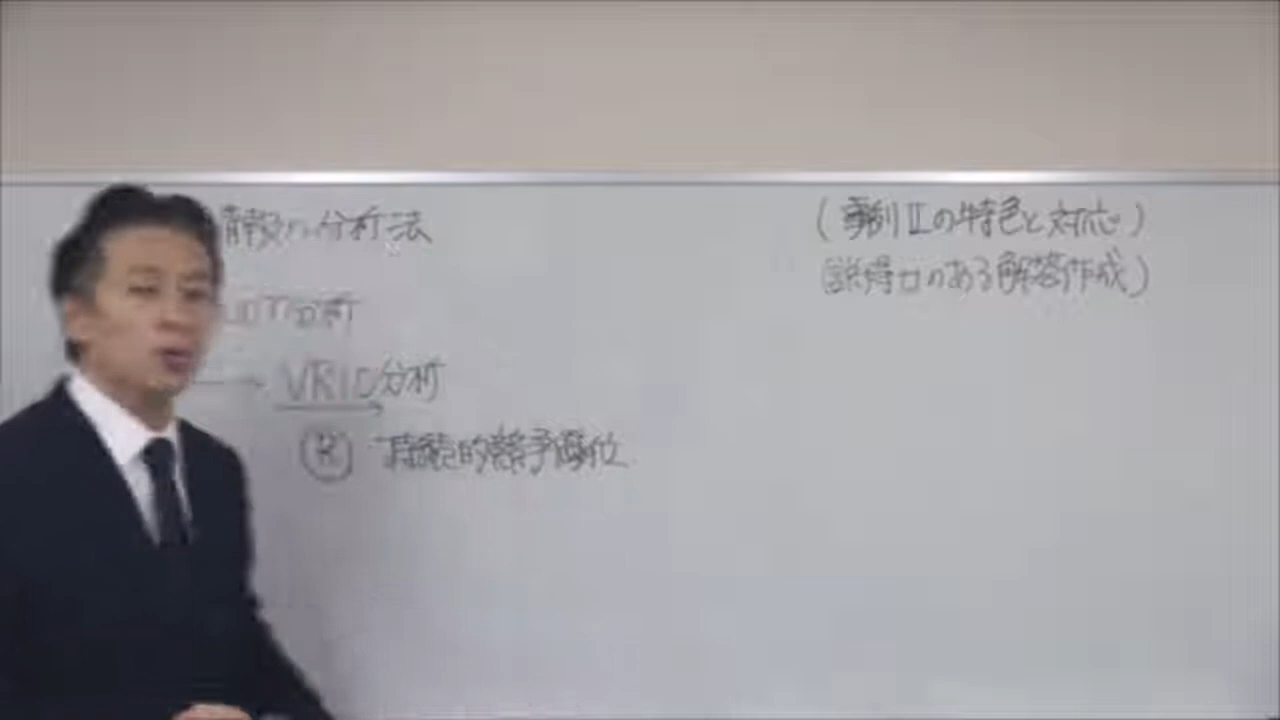 分析法
分析
VRIO分析
持続的競争優位
(事例Ⅱの特色と対応)
(説得力のある解答作成)